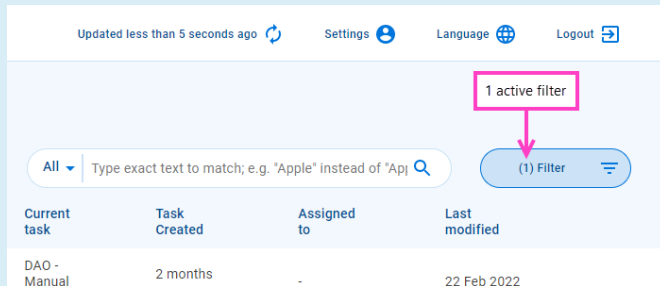 Updated less than 5 seconds ago Settings Language Logout
1 active filter
All Type exact text to match; e.g. "Apple" instead of "Ap (1) Filter
Current task Task Created Assigned to Last modified
DAO - Manual 2 months - 22 Feb 2022